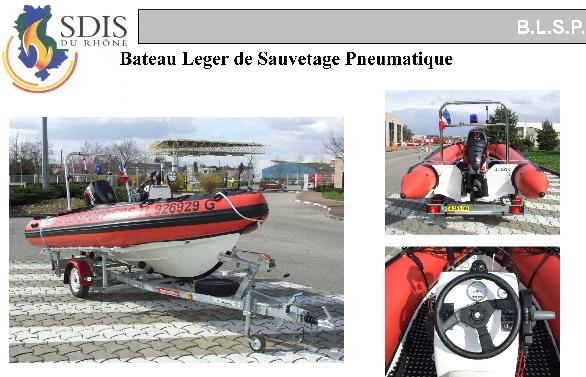 SDIS
DU RHÔNE
B.L.S.P.
Bateau Leger de Sauvetage Pneumatique
926929 G